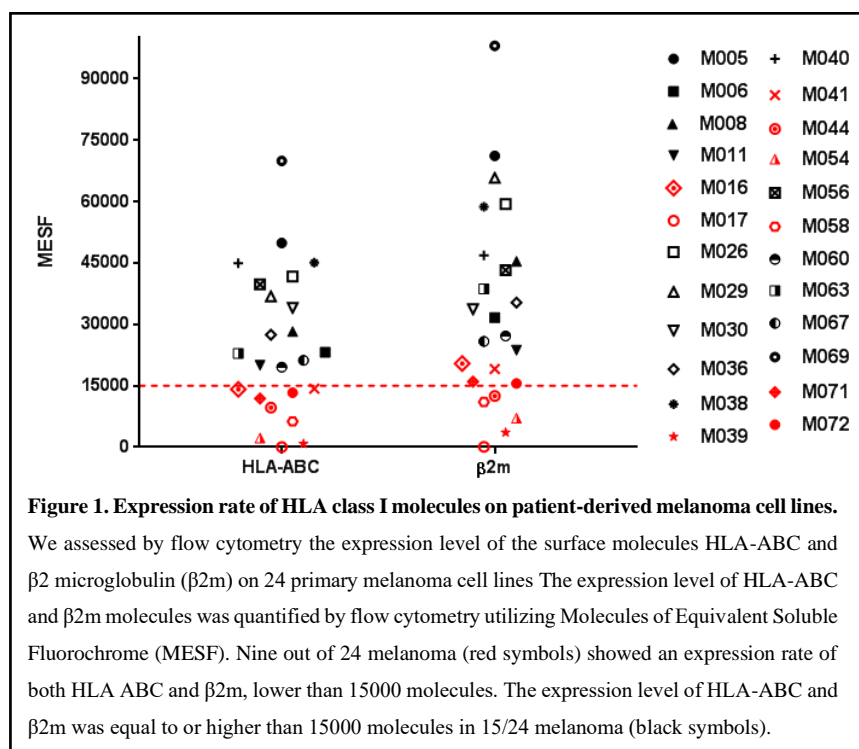 90000
75000
60000
45000
30000
15000
0
MESF
HLA-ABC
β2m
M005
M006
M008
M011
M016
M017
M026
M029
M030
M036
M038
M039
M040
M041
M044
M054
M056
M058
M060
M063
M067
M069
M071
M072
Figure 1. Expression rate of HLA class I molecules on patient-derived melanoma cell lines.
We assessed by flow cytometry the expression level of the surface molecules HLA-ABC and
β2 microglobulin (β2m) on 24 primary melanoma cell lines The expression level of HLA-ABC
and β2m molecules was quantified by flow cytometry utilizing Molecules of Equivalent Soluble
Fluorochrome (MESF). Nine out of 24 melanoma (red symbols) showed an expression rate of
both HLA ABC and β2m, lower than 15000 molecules. The expression level of HLA-ABC and
β2m was equal to or higher than 15000 molecules in 15/24 melanoma (black symbols).